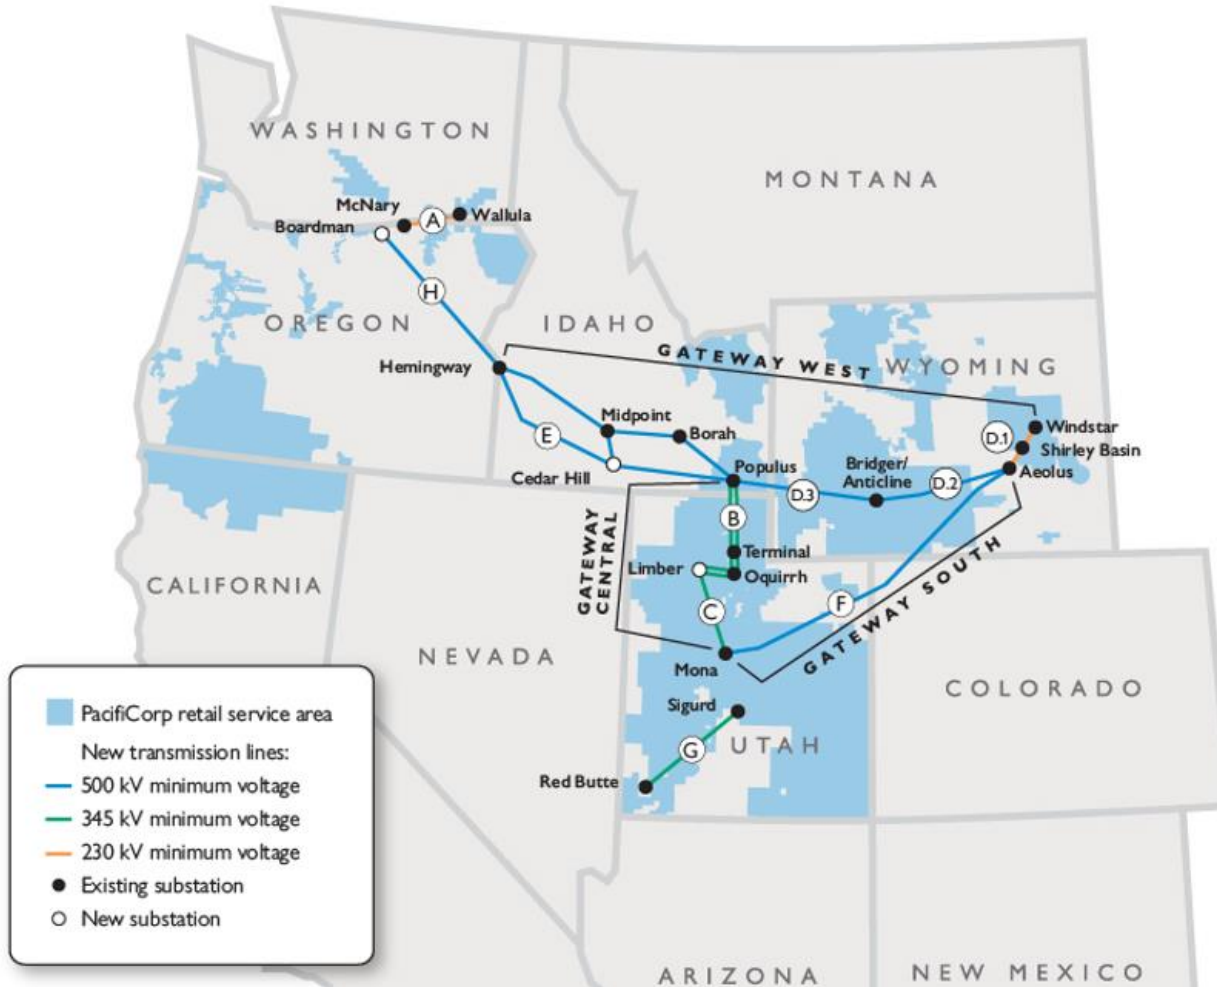 WASHINGTON
MONTANA
McNary
A
Wallula
Boardman
H
OREGON
IDAHO
GATEWAY WEST
WYOMING
Hemingway
Midpoint
Borah
E
Cedar Hill
Populus
D.3
Bridger/
Anticline
D.2
D.1
Windstar
Shirley Basin
Aeolus
B
GATEWAY
CENTRAL
Terminal
Limber
Oquirrh
C
F
GATEWAY SOUTH
CALIFORNIA
NEVADA
Mona
COLORADO
Sigurd
G
UTAH
Red Butte
PacifiCorp retail service area
New transmission lines:
500 kV minimum voltage
345 kV minimum voltage
230 kV minimum voltage
Existing substation
New substation
ARIZONA
NEW MEXICO